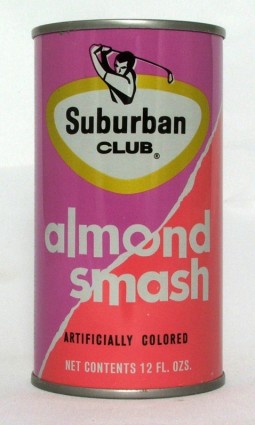 Suburban
CLUB®
almond
smash
ARTIFICIALLY COLORED
NET CONTENTS 12 FL. OZS.